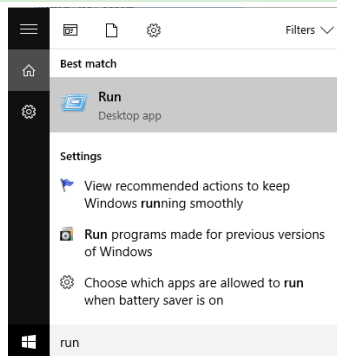 Filters
Best match
Run
Desktop app
Settings
View recommended actions to keep
Windows running smoothly
Run programs made for previous versions
of Windows
Choose which apps are allowed to run
when battery saver is on
run